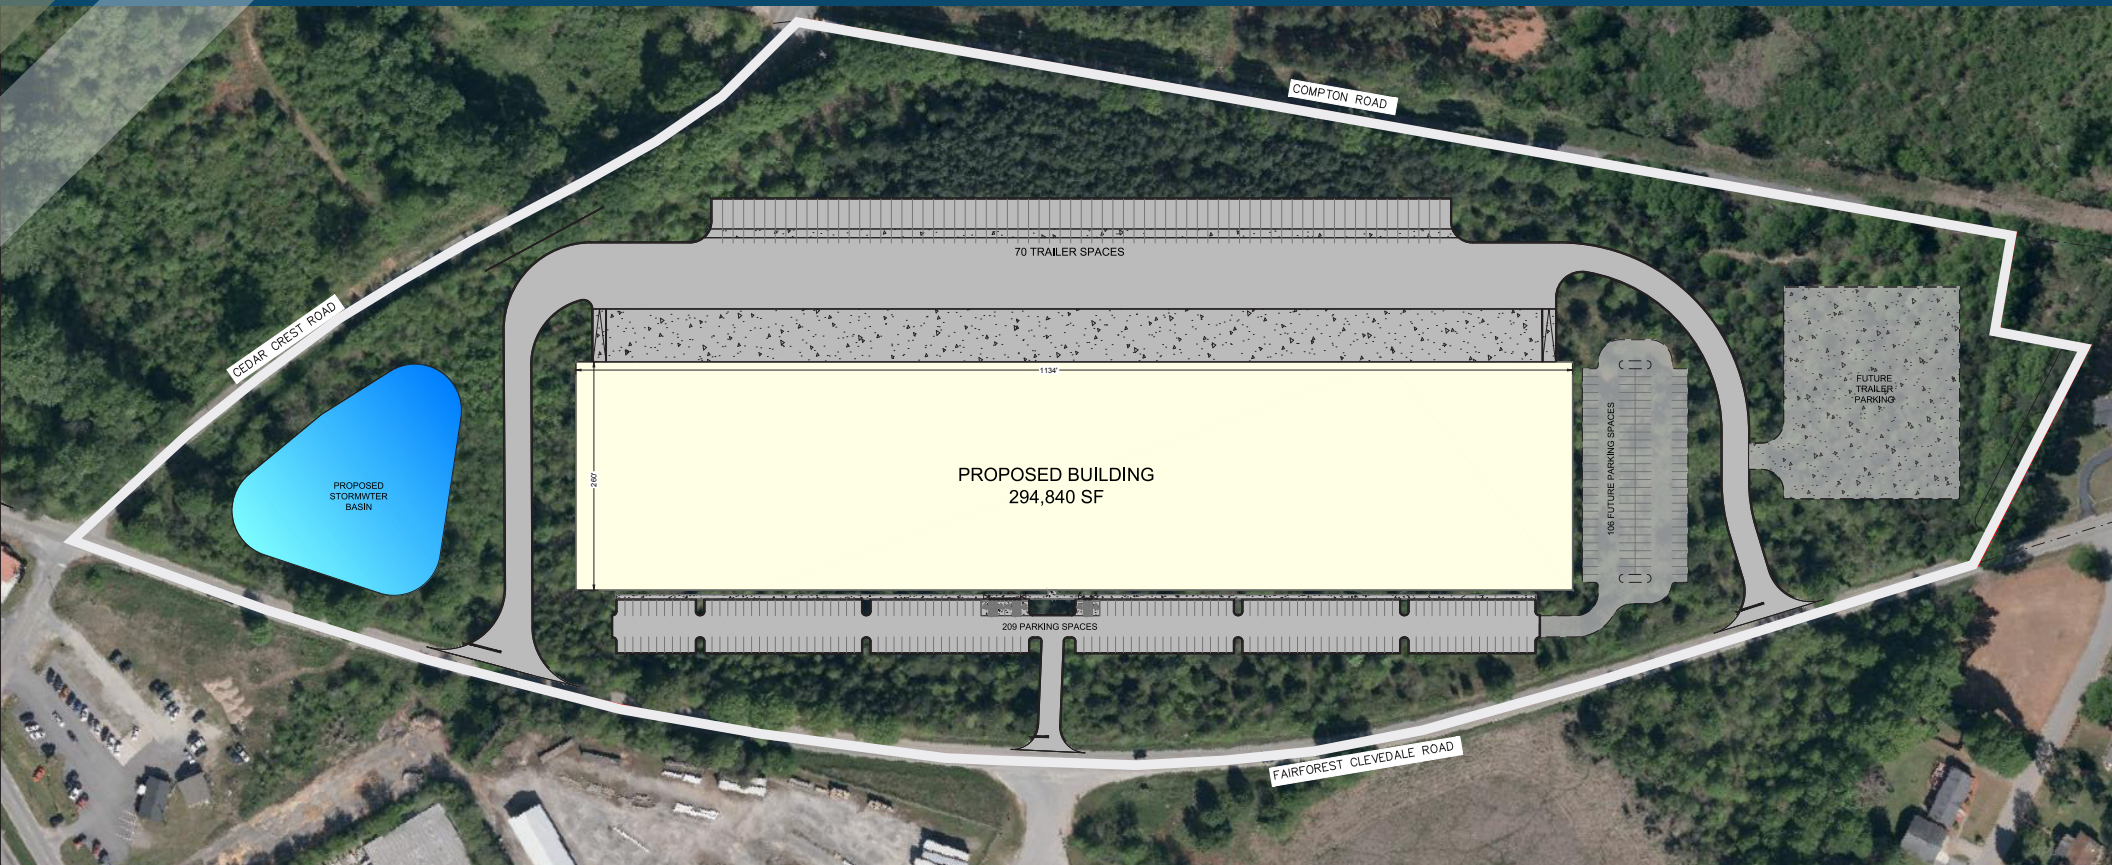 COMPTON ROAD
70 TRAILER SPACES
CEDAR CREST ROAD
1134'
FUTURE
TRAILER
PARKING
106 FUTURE PARKING SPACES
PROPOSED BUILDING
294,840 SF
260'
PROPOSED
STORMWTER
BASIN
209 PARKING SPACES
FAIRFOREST CLEVEDALE ROAD